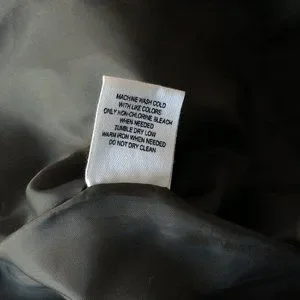 MACHINE WASH COLD
WITH LIKE COLORS
ONLY NON-CHLORINE BLEACH
WHEN NEEDED
TUMBLE DRY LOW
WARM IRON WHEN NEEDED
DO NOT DRY CLEAN